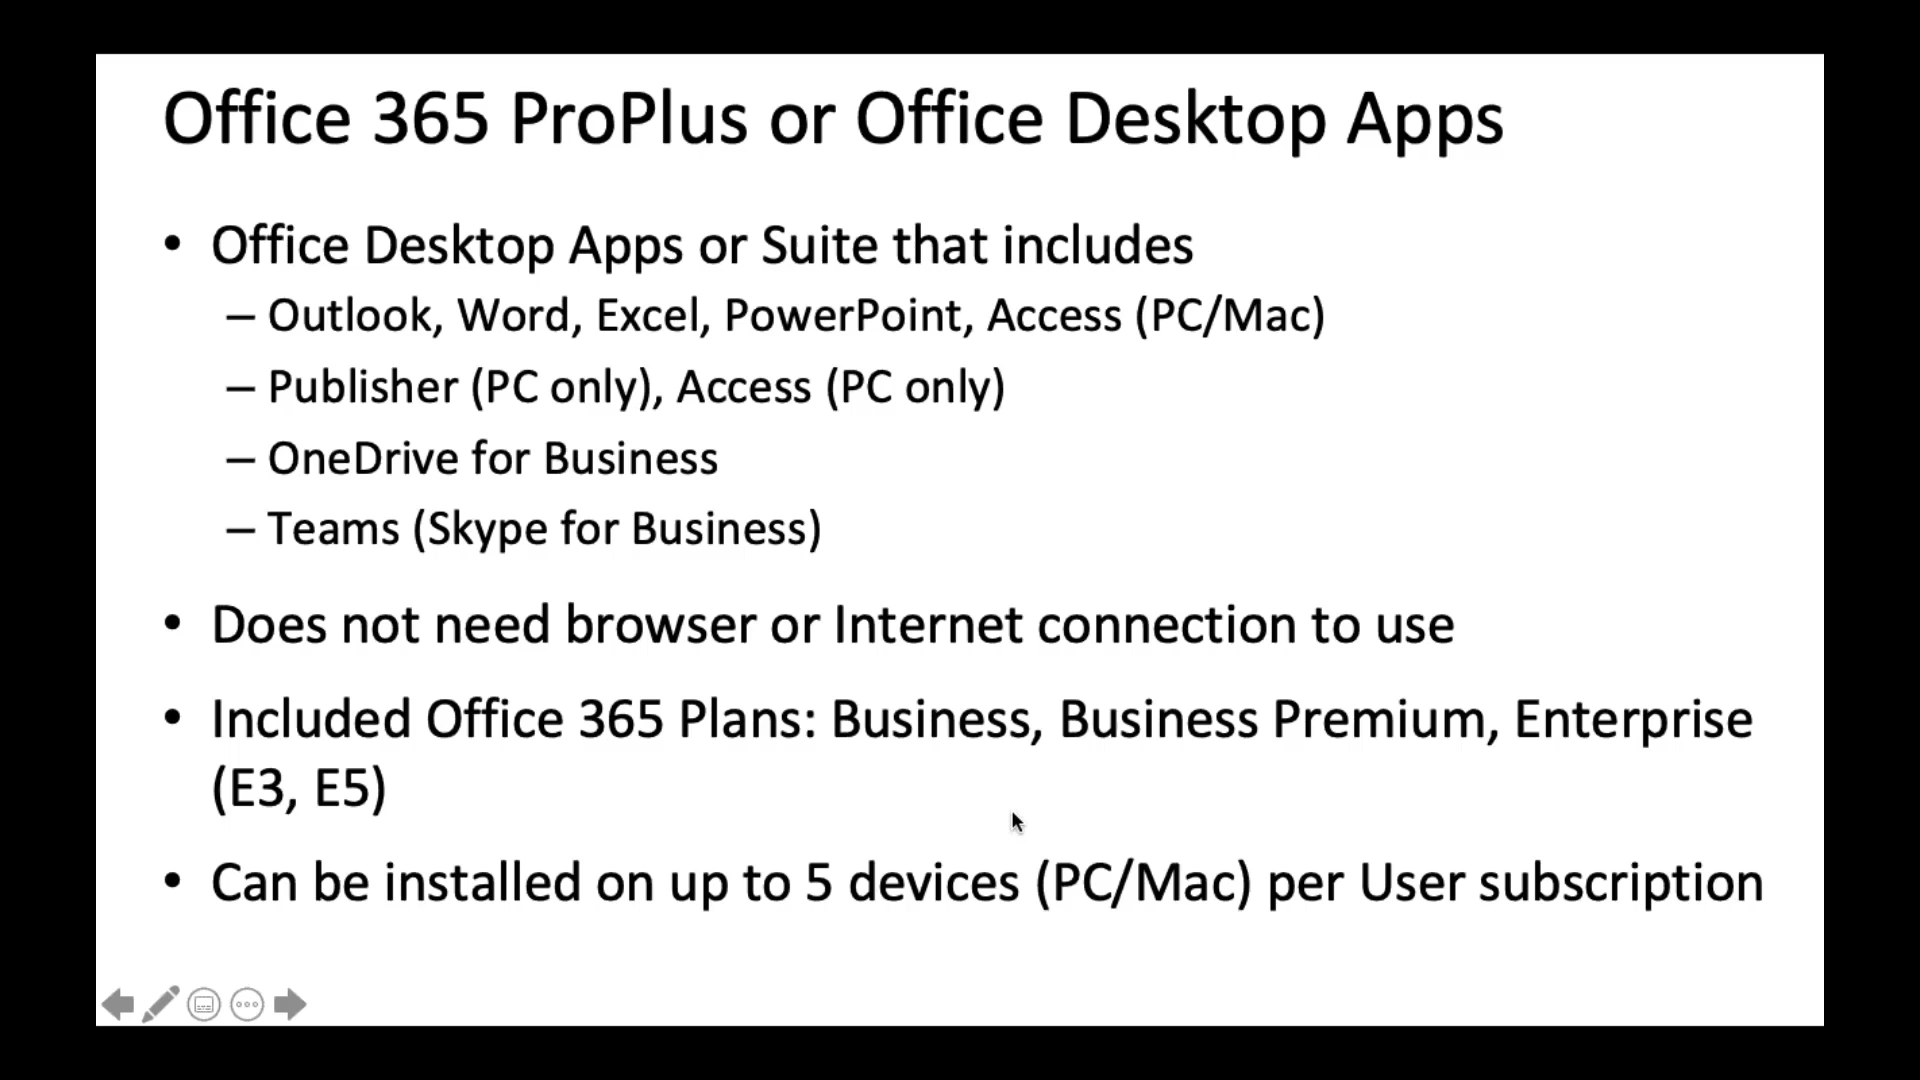 Office 365 ProPlus or Office Desktop Apps
• Office Desktop Apps or Suite that includes
– Outlook, Word, Excel, PowerPoint, Access (PC/Mac)
– Publisher (PC only), Access (PC only)
– OneDrive for Business
– Teams (Skype for Business)
• Does not need browser or Internet connection to use
• Included Office 365 Plans: Business, Business Premium, Enterprise
(E3, E5)
• Can be installed on up to 5 devices (PC/Mac) per User subscription